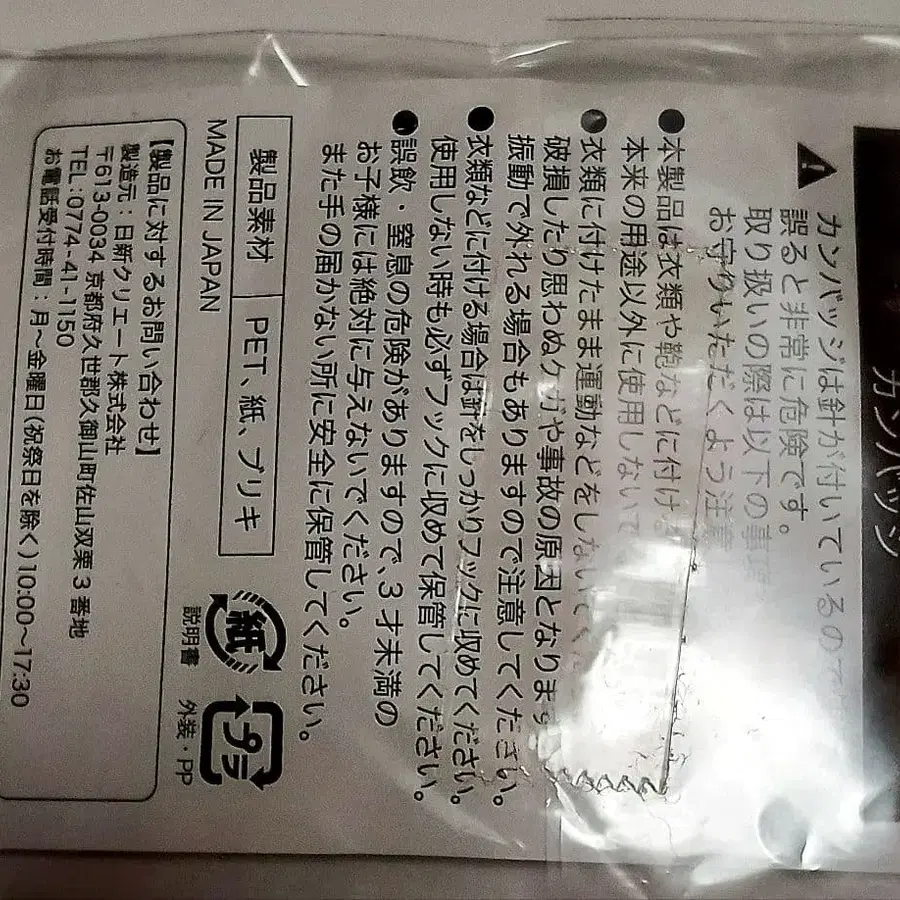 カンバッジ
カンバッジは針が付いているので
誤ると非常に危険です。
取り扱いの際は以下の事項
お守りいただくよう注意
●本製品は衣類や鞄などに付ける
本来の用途以外に使用しないで
●衣類に付けたまま運動などをしないでくだ
破損したり思わぬケガや事故の原因となります
振動で外れる場合もありますので注意してください。
●衣類などに付ける場合は針をしっかりフックに収めてください。
使用しない時も必ずフックに収めて保管してください。
●誤飲・窒息の危険がありますので、3才未満の
お子様には絶対に与えないでください。
また手の届かない所に安全に保管してください。
製品素材 PET、紙、ブリキ
MADE IN JAPAN
紙
説明書
プラ
外装・PP
【製品に対するお問い合わせ】
製造元：日新クリエート株式会社
〒613-0034 京都府久世郡久御山町佐山双栗3番地
TEL:0774-41-1150
お電話受付時間：月～金曜日(祝祭日を除く)10:00～17:30